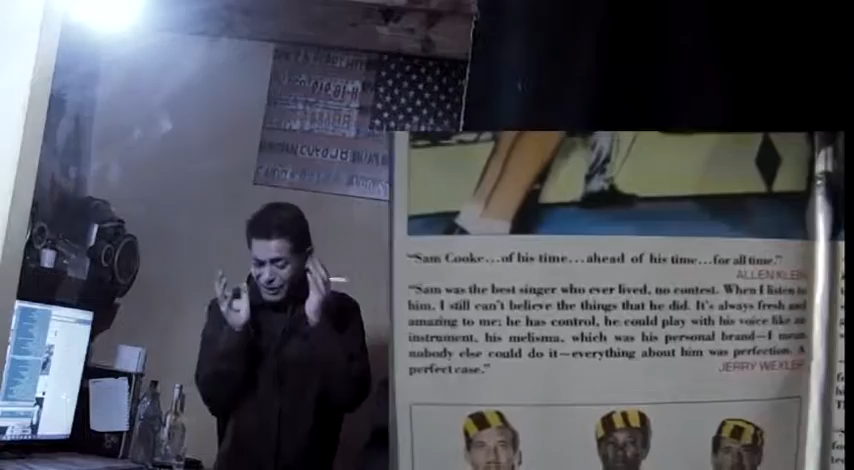 “Sam Cooke...of his time...ahead of his time...for all time.”
ALLEN KLEIN
“Sam was the best singer who ever lived, no contest. When I listen to
him, I still can’t believe the things that he did. It’s always fresh and
amazing to me; he has control, he could play with his voice like an
instrument, his melisma, which was his personal brand—I mean
nobody else could do it—everything about him was perfection. A
perfect case.”
JERRY WEXLER